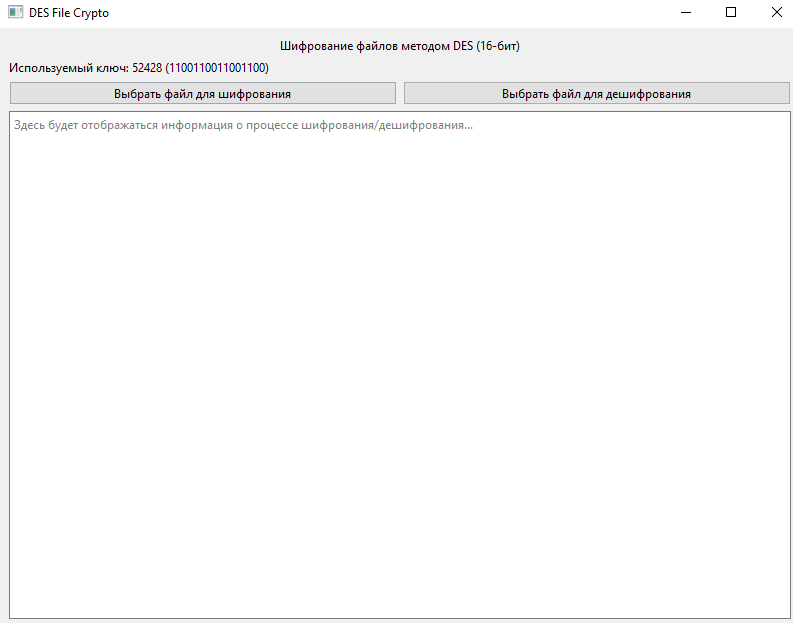 DES File Crypto
Шифрование файлов методом DES (16-бит)
Используемый ключ: 52428 (1100110011001100)
Выбрать файл для шифрования
Выбрать файл для дешифрования
Здесь будет отображаться информация о процессе шифрования/дешифрования...